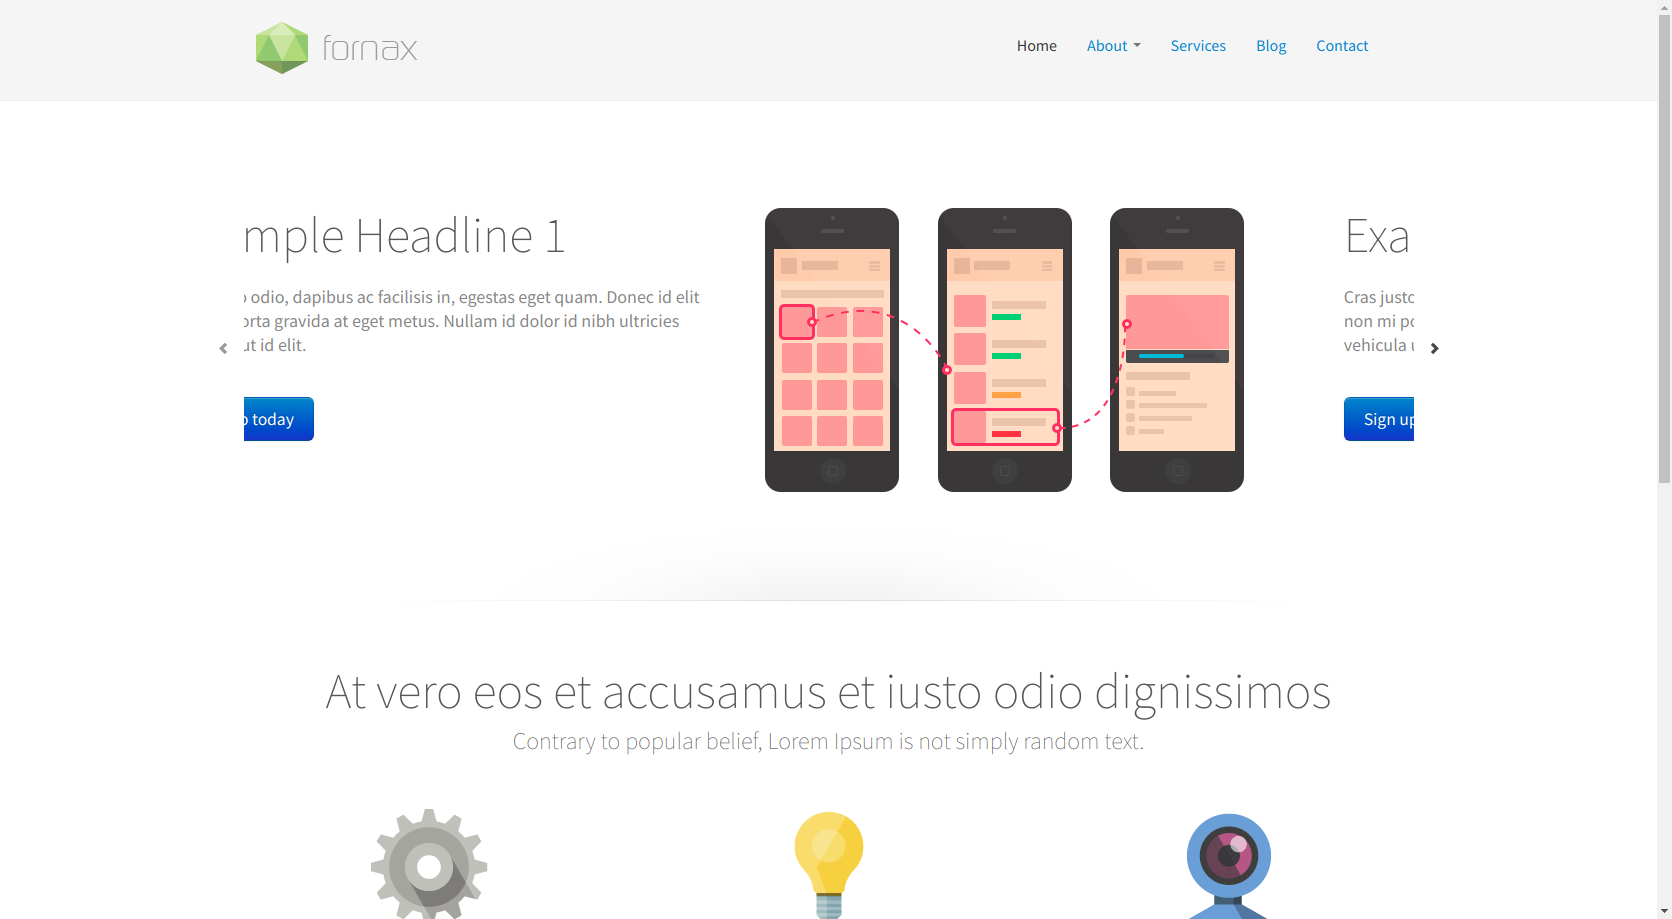 fornax
Home About Services Blog Contact
mple Headline 1
odio, dapibus ac facilisis in, egestas eget quam. Donec id elit
orta gravida at eget metus. Nullam id dolor id nibh ultricies
ut id elit.
today
Exa
Cras justo
non mi po
vehicula
Sign up
At vero eos et accusamus et iusto odio dignissimos
Contrary to popular belief, Lorem Ipsum is not simply random text.